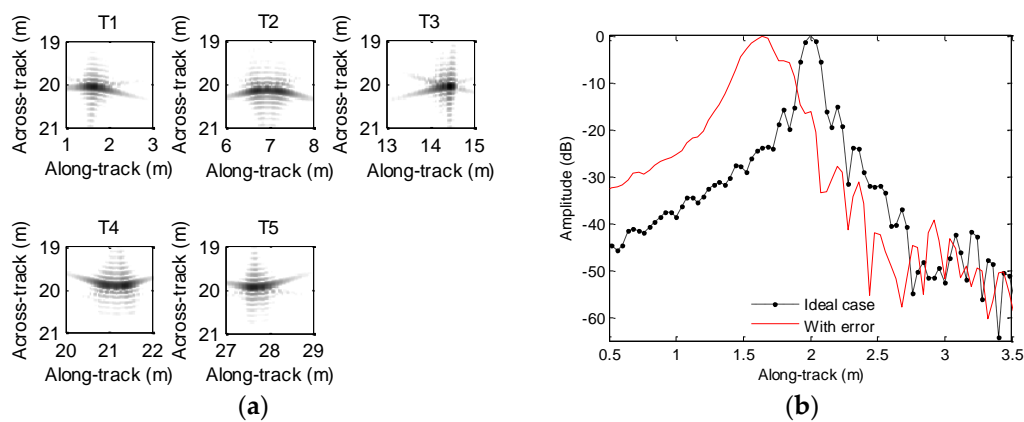 T1
T2
T3
Across-track (m)
19
20
21
1 2 3
Along-track (m)
Across-track (m)
19
20
21
6 7 8
Along-track (m)
Across-track (m)
19
20
21
13 14 15
Along-track (m)
T4
T5
Across-track (m)
19
20
21
20 21 22
Along-track (m)
Across-track (m)
19
20
21
27 28 29
Along-track (m)
(a)
Amplitude (dB)
0
-10
-20
-30
-40
-50
-60
Ideal case
With error
0.5 1 1.5 2 2.5 3 3.5
Along-track (m)
(b)